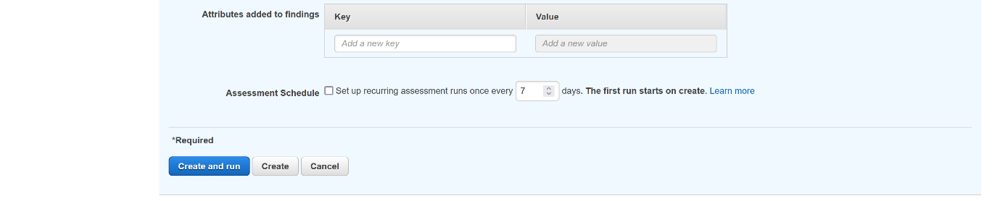 Attributes added to findings
Key Value
Add a new key Add a new value
Assessment Schedule Set up recurring assessment runs once every 7 days. The first run starts on create. Learn more
*Required
Create and run Create Cancel